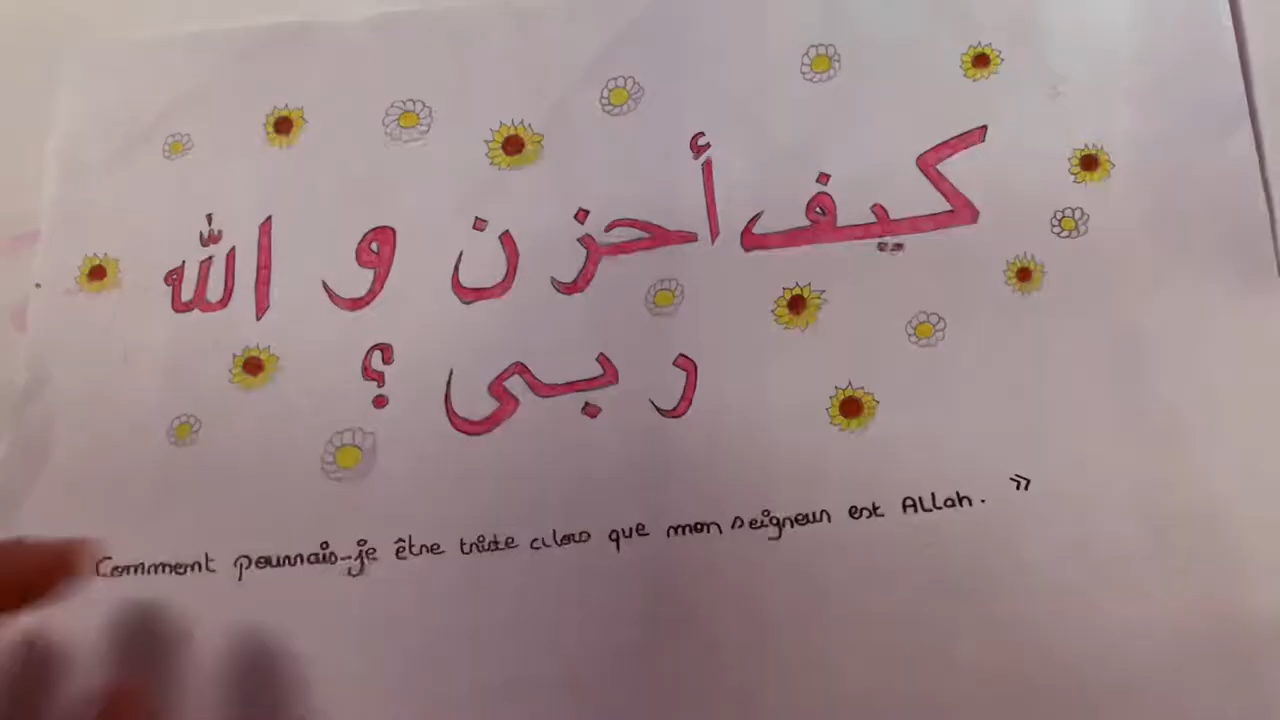 كيف أحزن و الله
ربى ؟
Comment pourrais-je être triste alors que mon seigneur est Allah. »